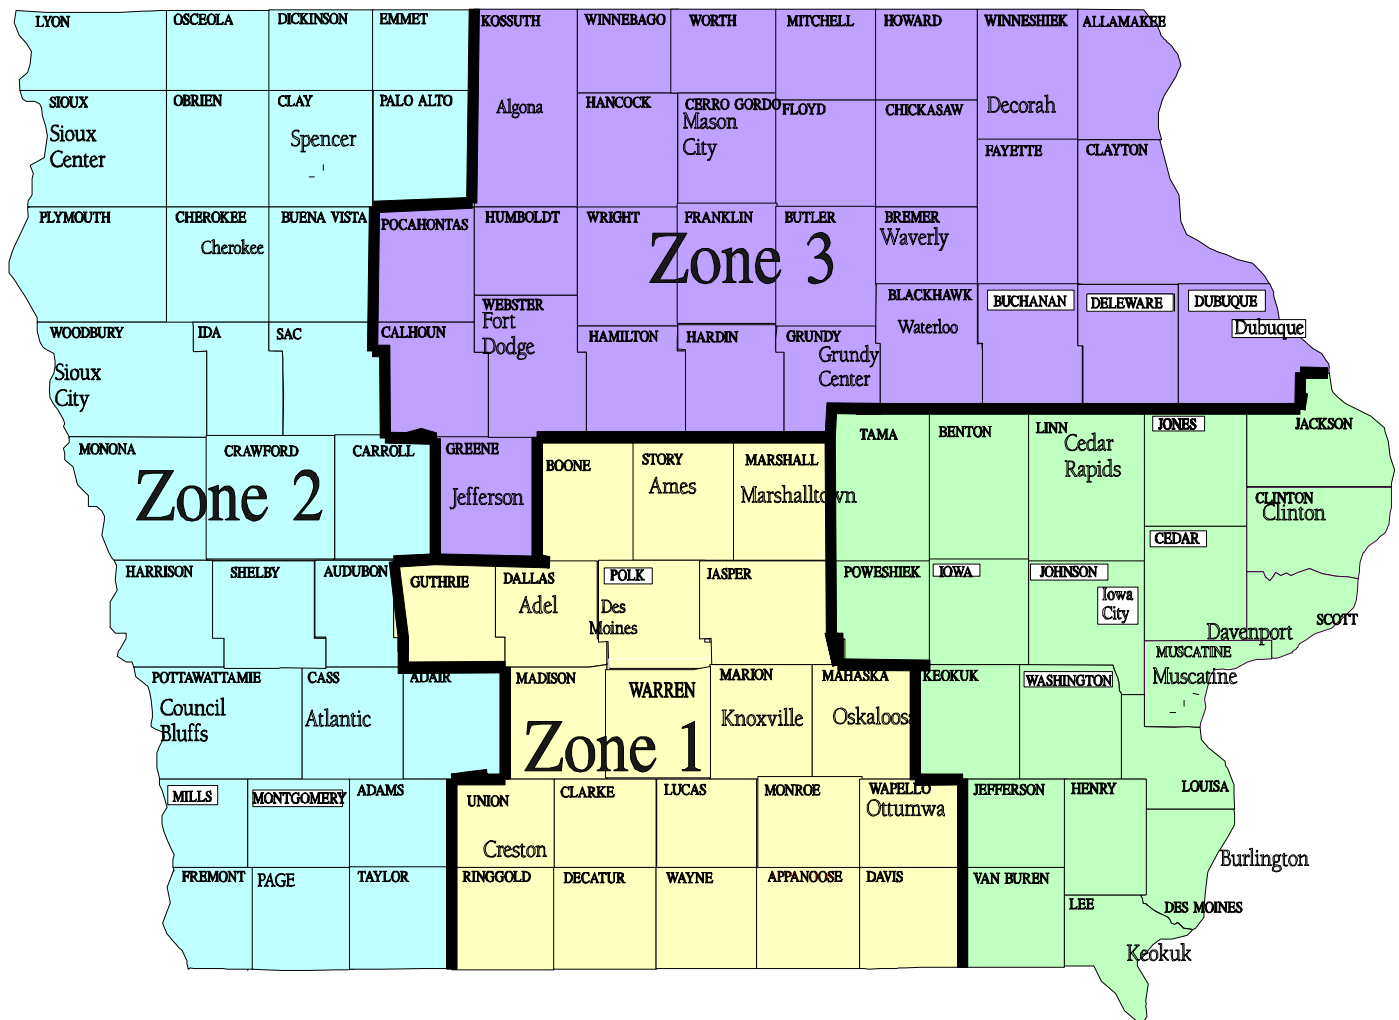 LYON
OSCEOLA
DICKINSON
EMMET
KOSSUTH
WINNEBAGO
WORTH
MITCHELL
HOWARD
WINNESHIEK
ALLAMAKEE
SIOUX
OBRIEN
CLAY
PALO ALTO
Algona
HANCOCK
CERRO GORDO
FLOYD
CHICKASAW
Decorah
Sioux
Center
Spencer
Mason
City
FAYETTE
CLAYTON
PLYMOUTH
CHEROKEE
BUENA VISTA
POCAHONTAS
HUMBOLDT
WRIGHT
FRANKLIN
BUTLER
BREMER
Cherokee
Zone 3
Waverly
WEBSTER
BLACKHAWK
BUCHANAN
DELEWARE
DUBUQUE
WOODBURY
IDA
SAC
CALHOUN
Fort
Dodge
HAMILTON
HARDIN
GRUNDY
Waterloo
Dubuque
Sioux
City
Grundy
Center
MONONA
CRAWFORD
CARROLL
GREENE
BOONE
STORY
MARSHALL
TAMA
BENTON
LINN
JONES
JACKSON
Cedar
Rapids
Zone 2
Jefferson
Ames
Marshalltown
CLINTON
Clinton
CEDAR
HARRISON
SHELBY
AUDUBON
GUTHRIE
DALLAS
POLK
JASPER
POWESHIEK
IOWA
JOHNSON
Adel
Des
Moines
Iowa
City
SCOTT
Davenport
POTTAWATTAMIE
CASS
ADAIR
MADISON
WARREN
MARION
MAHASKA
KEOKUK
WASHINGTON
MUSCATINE
Muscatine
Council
Bluffs
Atlantic
Zone 1
Knoxville
Oskaloos
MILLS
MONTGOMERY
ADAMS
UNION
CLARKE
LUCAS
MONROE
WAPELLO
Ottumwa
JEFFERSON
HENRY
LOUISA
Creston
Burlington
FREMONT
PAGE
TAYLOR
RINGGOLD
DECATUR
WAYNE
APPANOOSE
DAVIS
VAN BUREN
LEE
DES MOINES
Keokuk